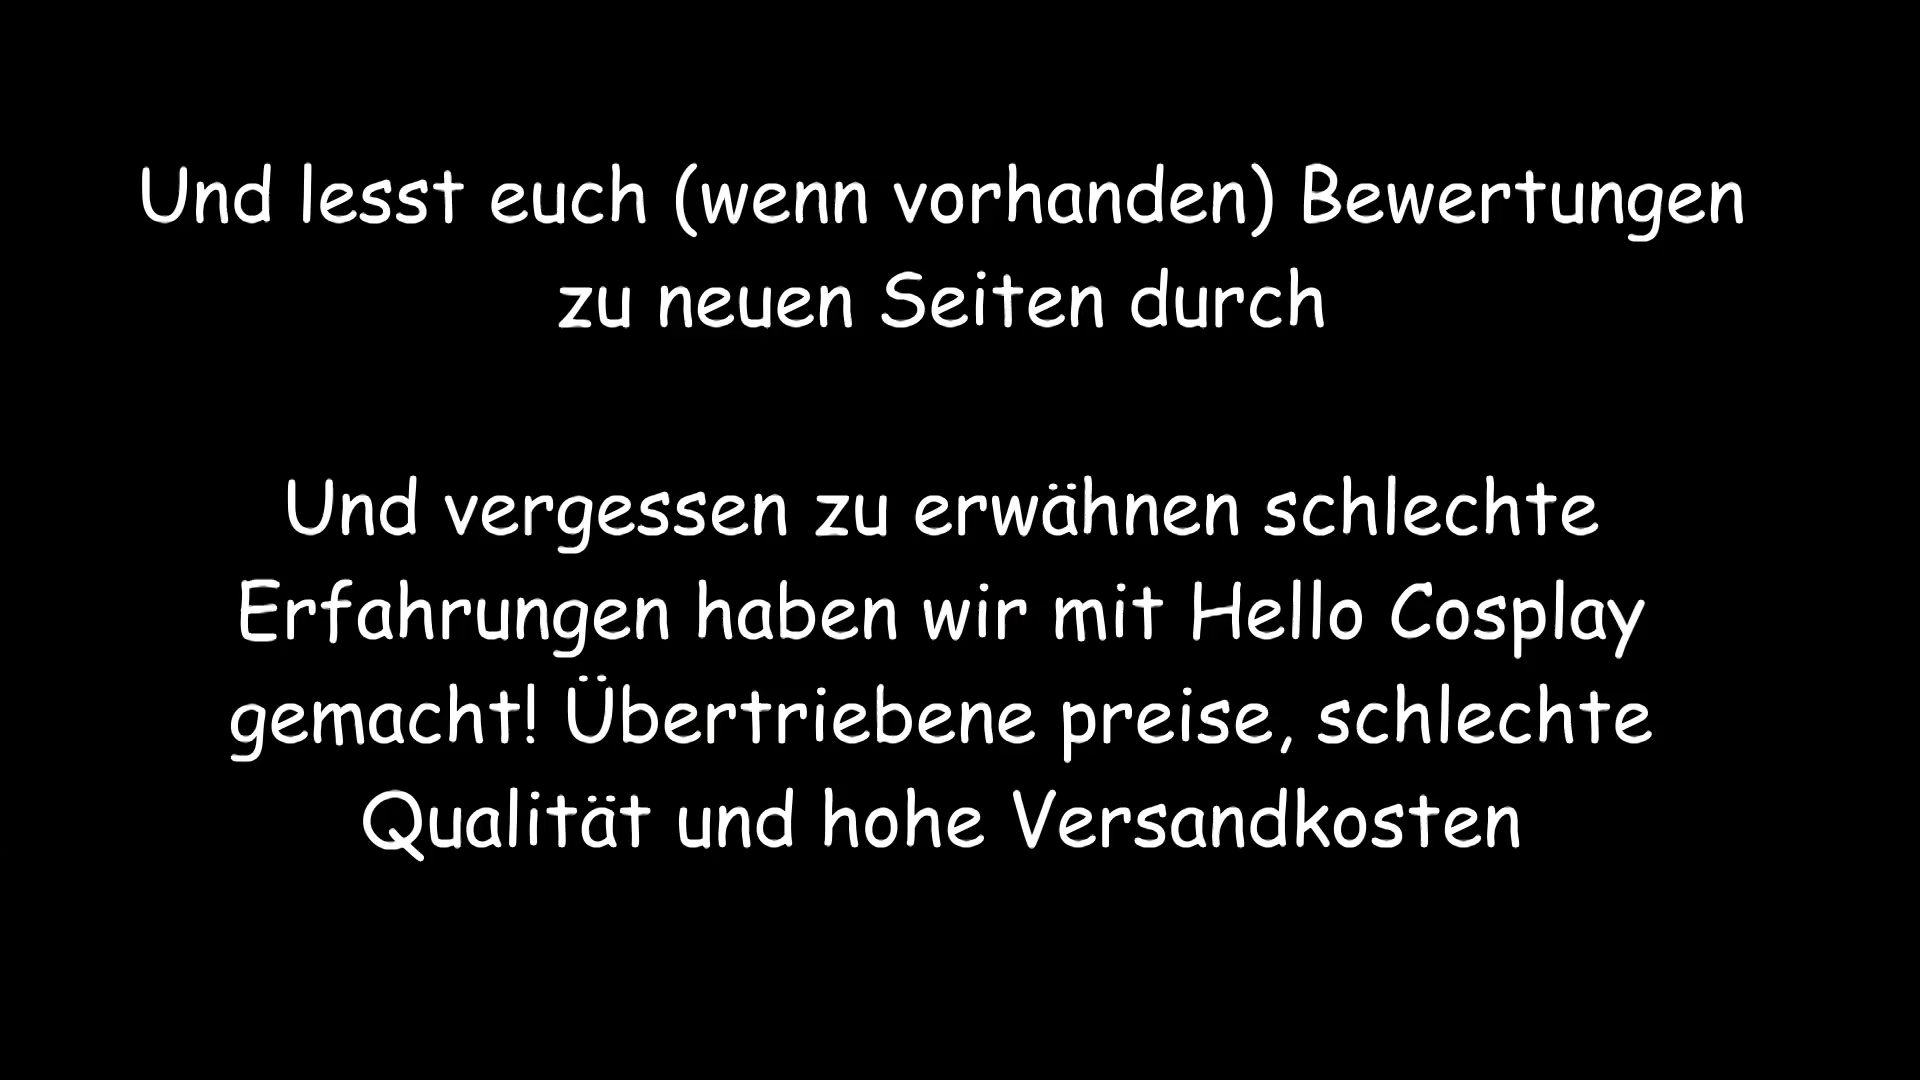 Und lesst euch (wenn vorhanden) Bewertungen
zu neuen Seiten durch
Und vergessen zu erwähnen schlechte
Erfahrungen haben wir mit Hello Cosplay
gemacht! Übertriebene preise, schlechte
Qualität und hohe Versandkosten